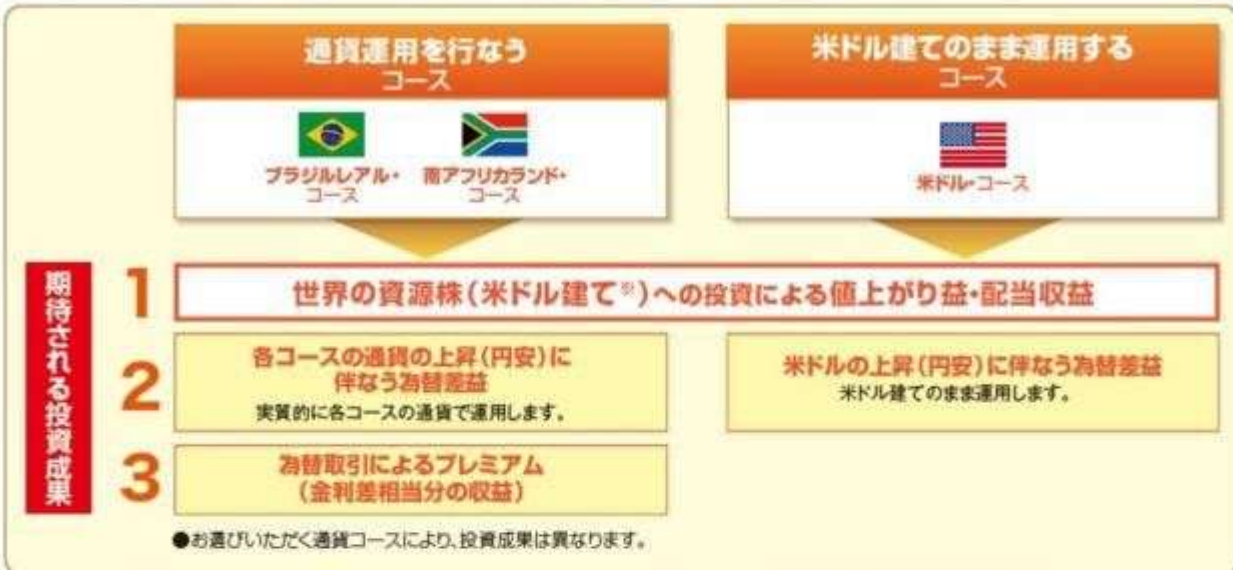 通貨運用を行なう
コース
米ドル建てのまま運用する
コース
ブラジルレアル・
コース
南アフリカランド・
コース
米ドル・コース
期待される投資成果
1
世界の資源株（米ドル建て※）への投資による値上がり益・配当収益
2
各コースの通貨の上昇（円安）に
伴なう為替差益
実質的に各コースの通貨で運用します。
米ドルの上昇（円安）に伴なう為替差益
米ドル建てのまま運用します。
3
為替取引によるプレミアム
（金利差相当分の収益）
●お選びいただく通貨コースにより、投資成果は異なります。